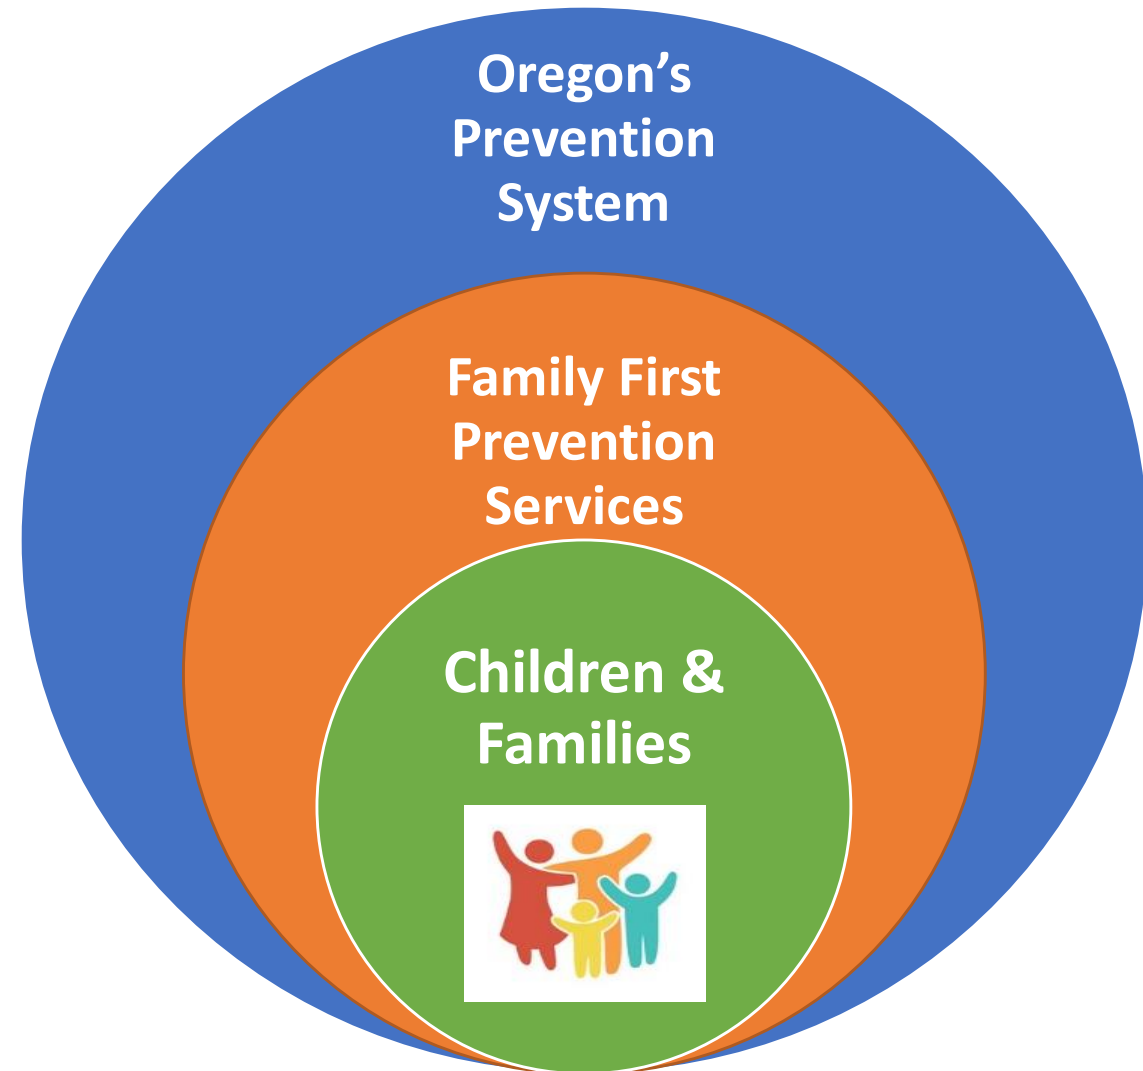 Oregon’s
Prevention
System
Family First
Prevention
Services
Children &
Families